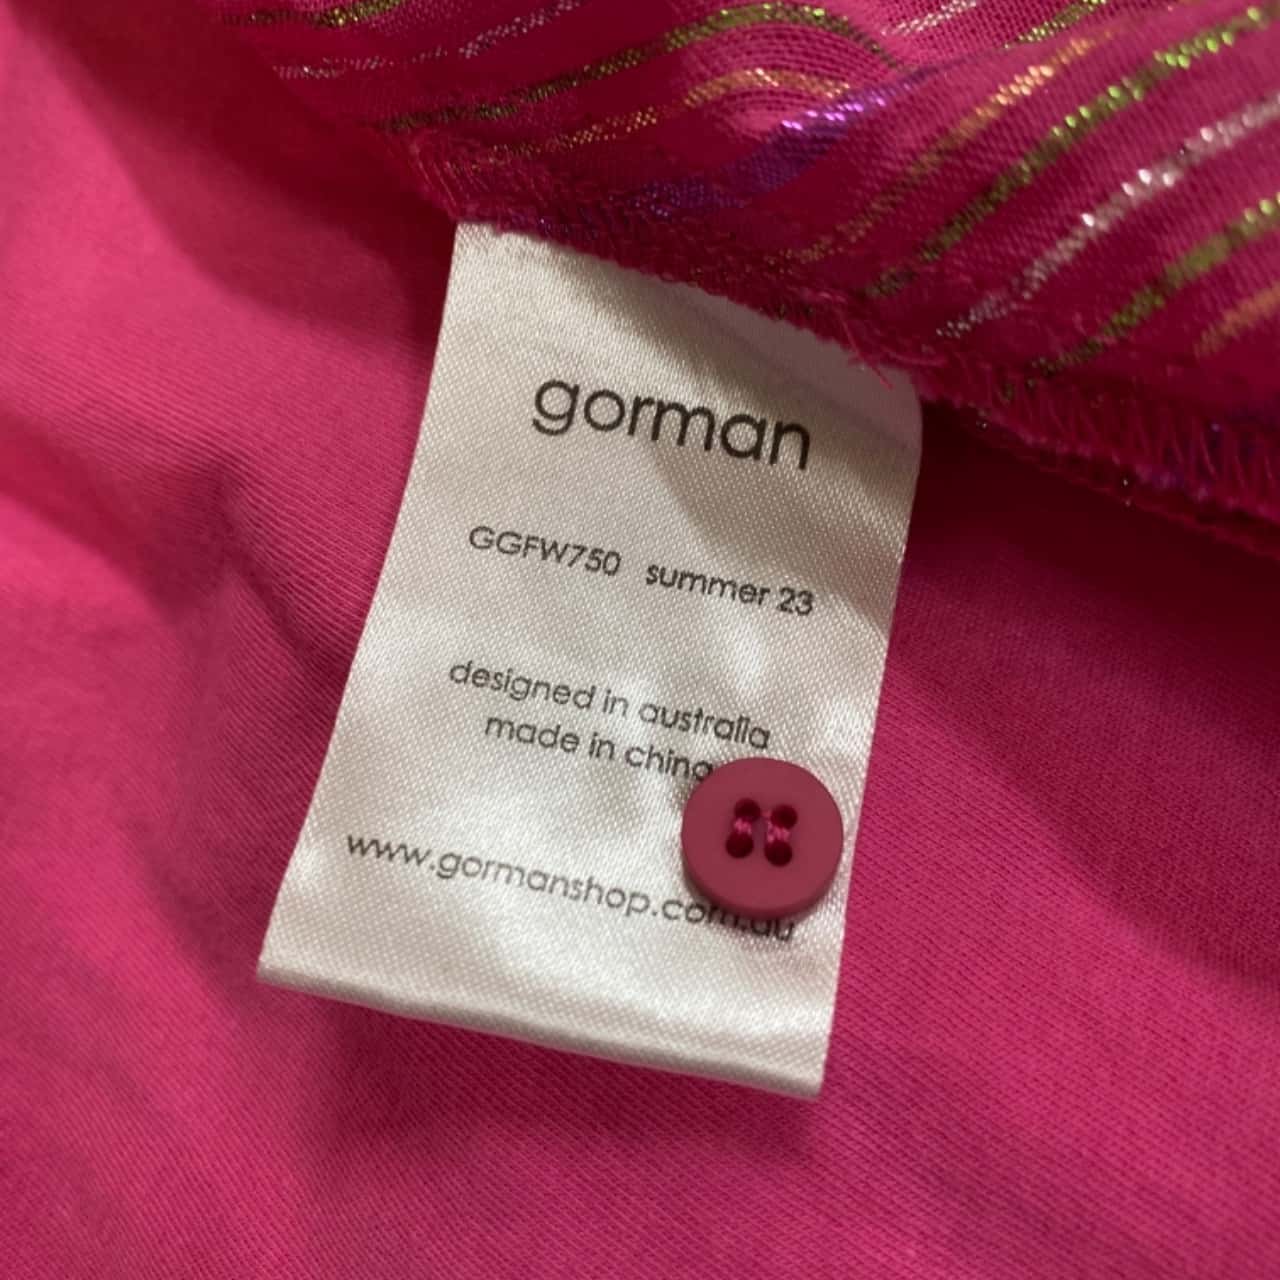 gorman
GGFW750 summer 23
designed in australia
made in china
www.gormanshop.com.au